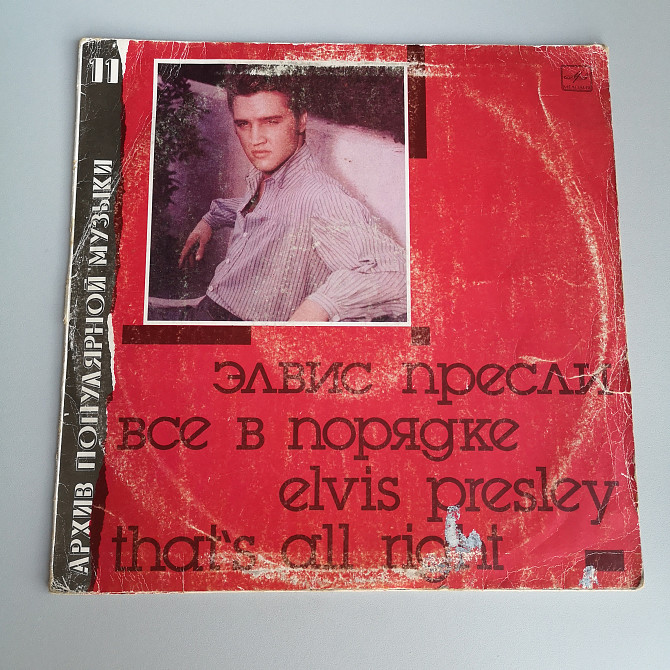 11
АРХИВ ПОПУЛЯРНОЙ МУЗЫКИ
элвис пресли
все в порядке
elvis presley
that's all right